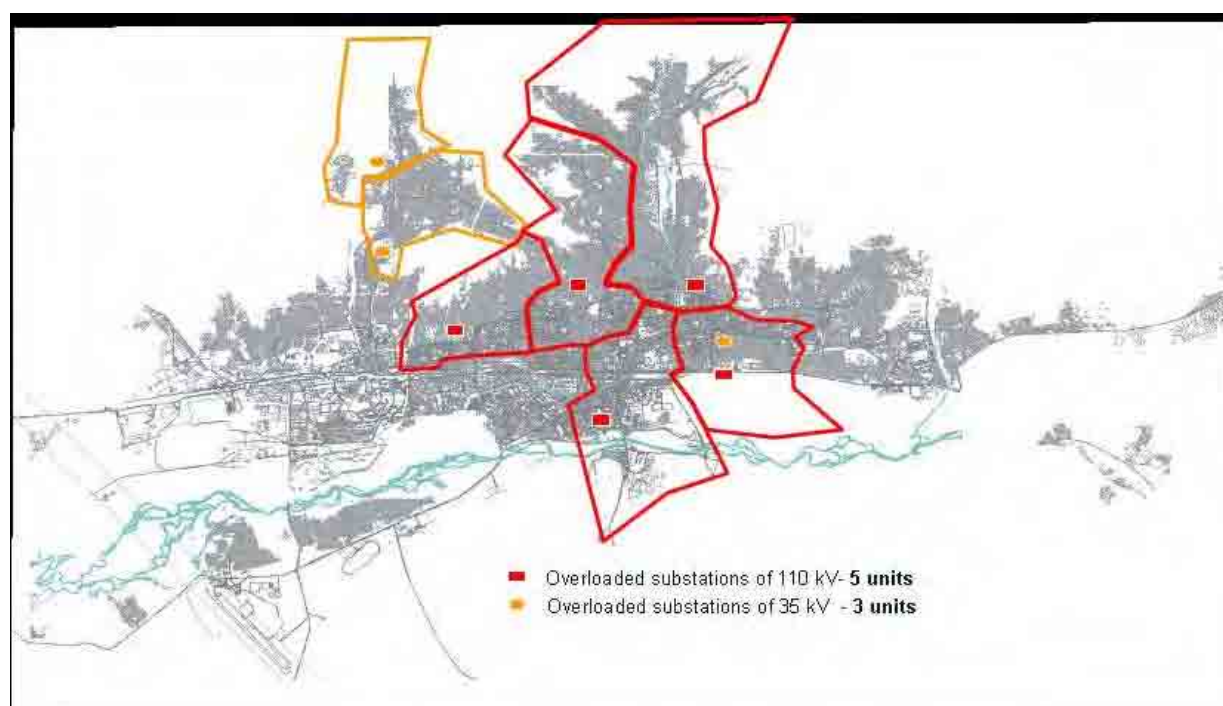 Overloaded substations of 110 kV- 5 units
Overloaded substations of 35 kV - 3 units